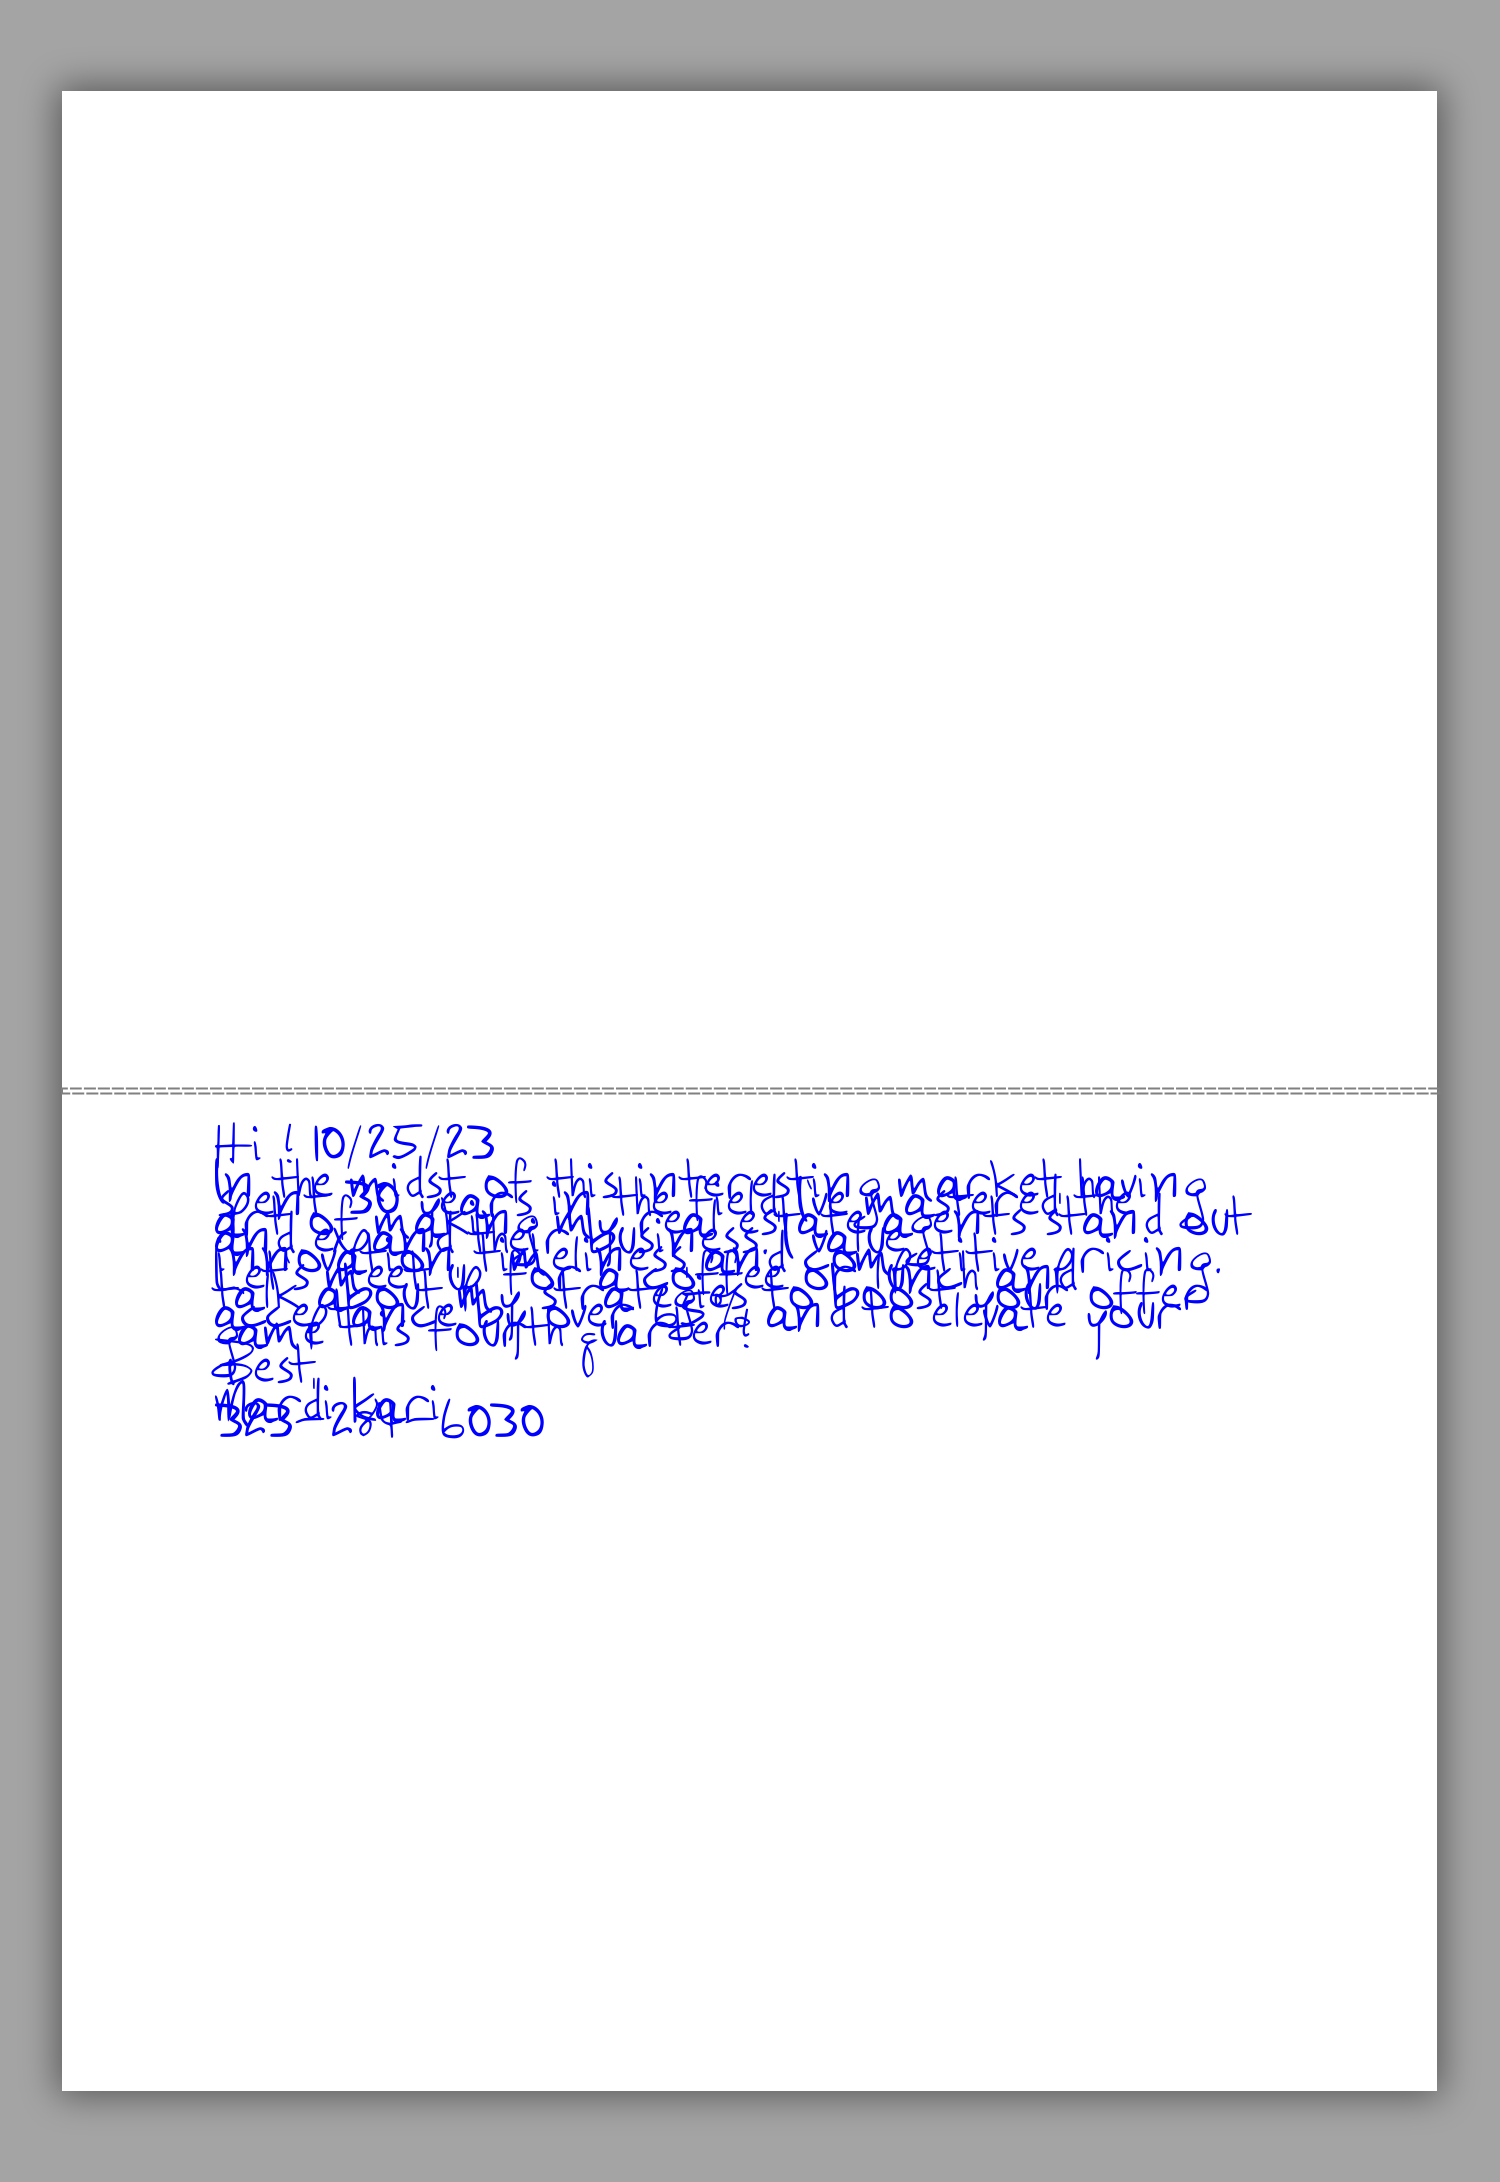 Hi ! 10/25/23
In the midst of this interesting market having
spent 30 years in the field I've mastered the
art of making my real estate agents stand out
and expand their business. I value
innovation, timeliness and competitive pricing.
Let's meet up for a coffee or lunch and
talk about my strategies to boost your offer
acceptance by over 65% and to elevate your
game this fourth quarter!
Best
Mardi kari
323-284-6030